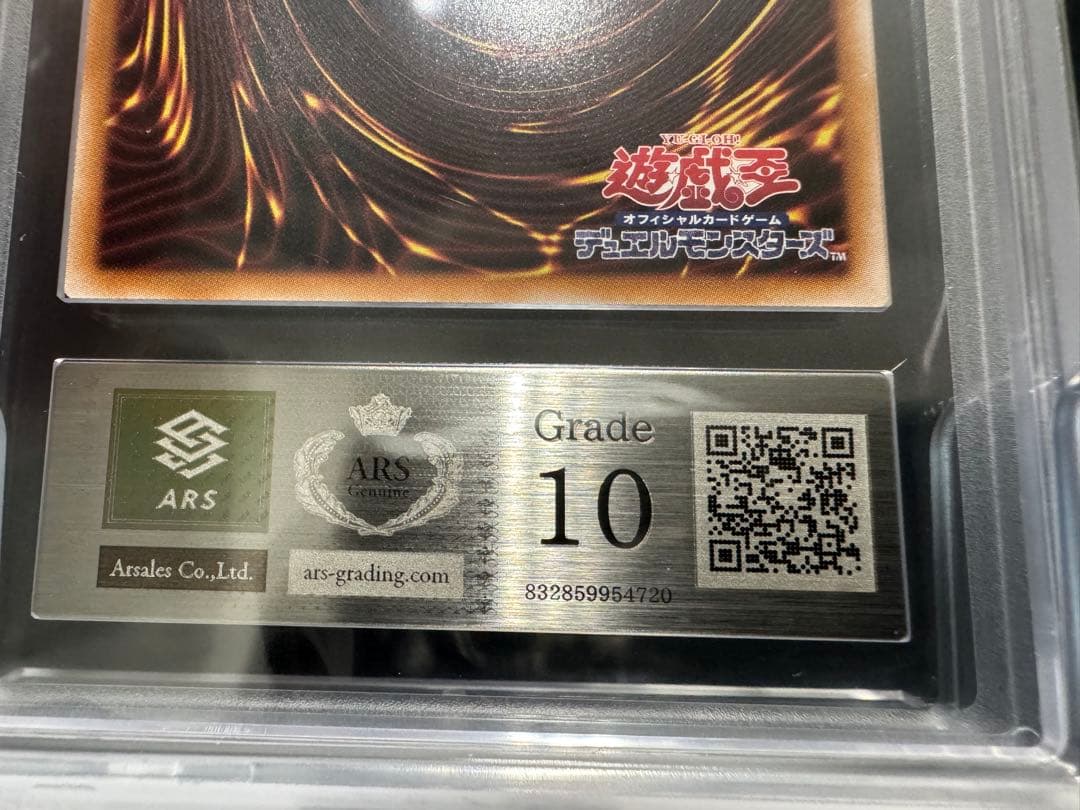 YU-GI-OH!
遊戯王
オフィシャルカードゲーム
デュエルモンスターズ™
ARS
Arsales Co.,Ltd.
ARS
Genuine
ars-grading.com
Grade
10
832859954720